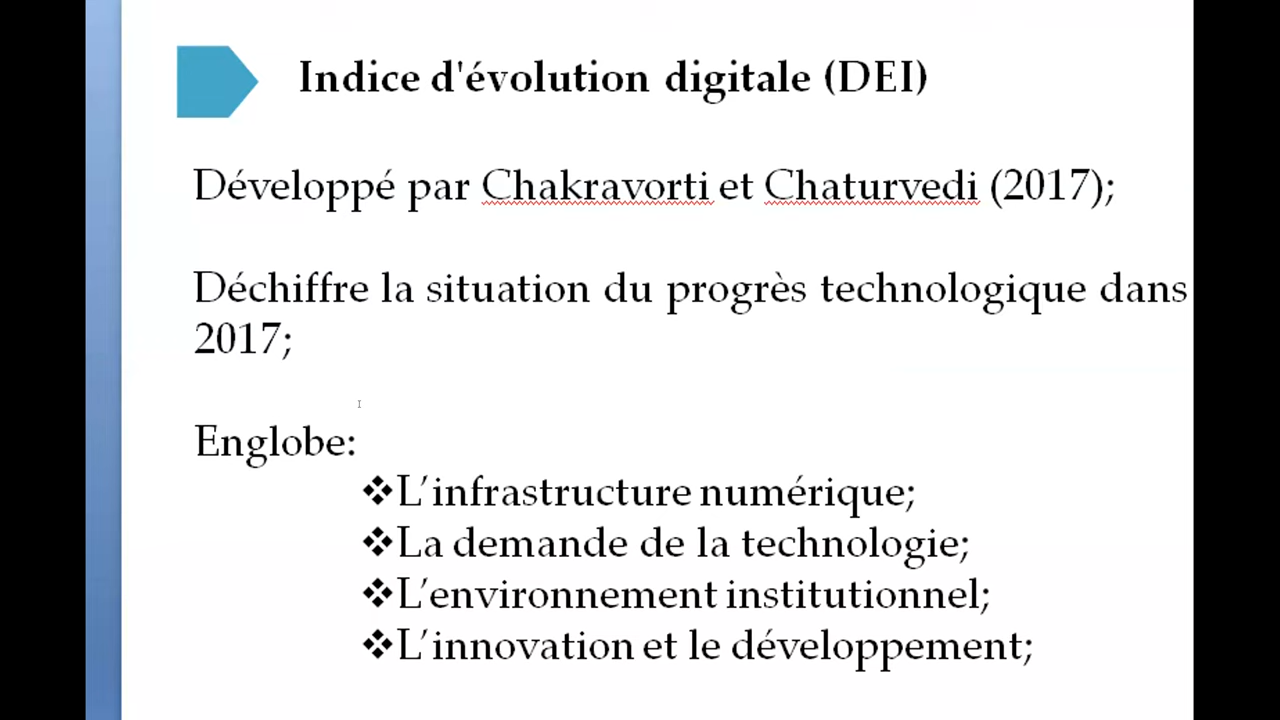 Indice d'évolution digitale (DEI)
Développé par Chakravorti et Chaturvedi (2017);
Déchiffre la situation du progrès technologique dans
2017;
Englobe:
❖L’infrastructure numérique;
❖La demande de la technologie;
❖L’environnement institutionnel;
❖L’innovation et le développement;